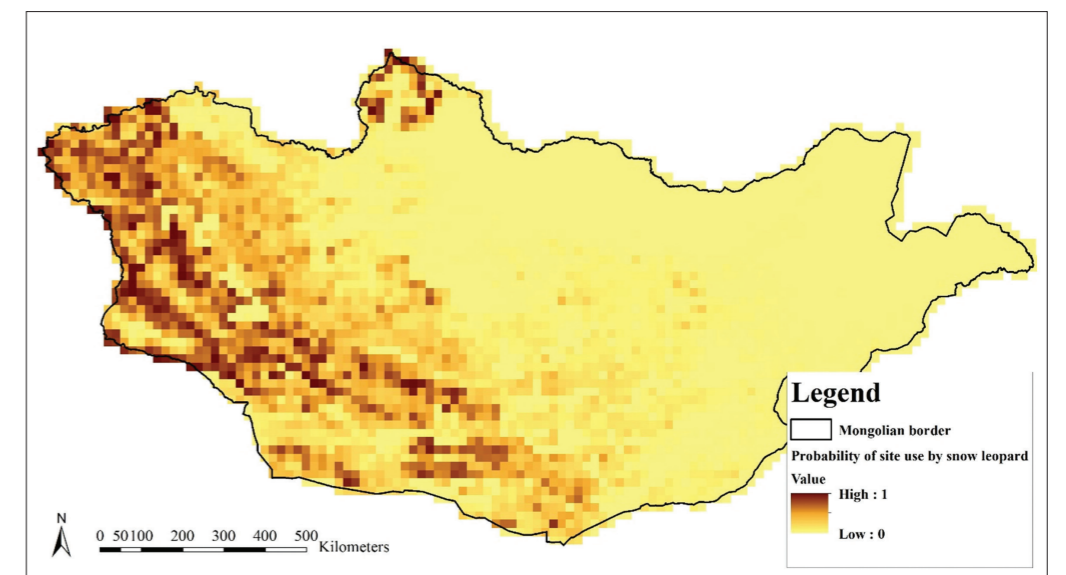 Legend
Mongolian border
Probability of site use by snow leopard
Value
High : 1
Low : 0
N
0 50100 200 300 400 500
Kilometers